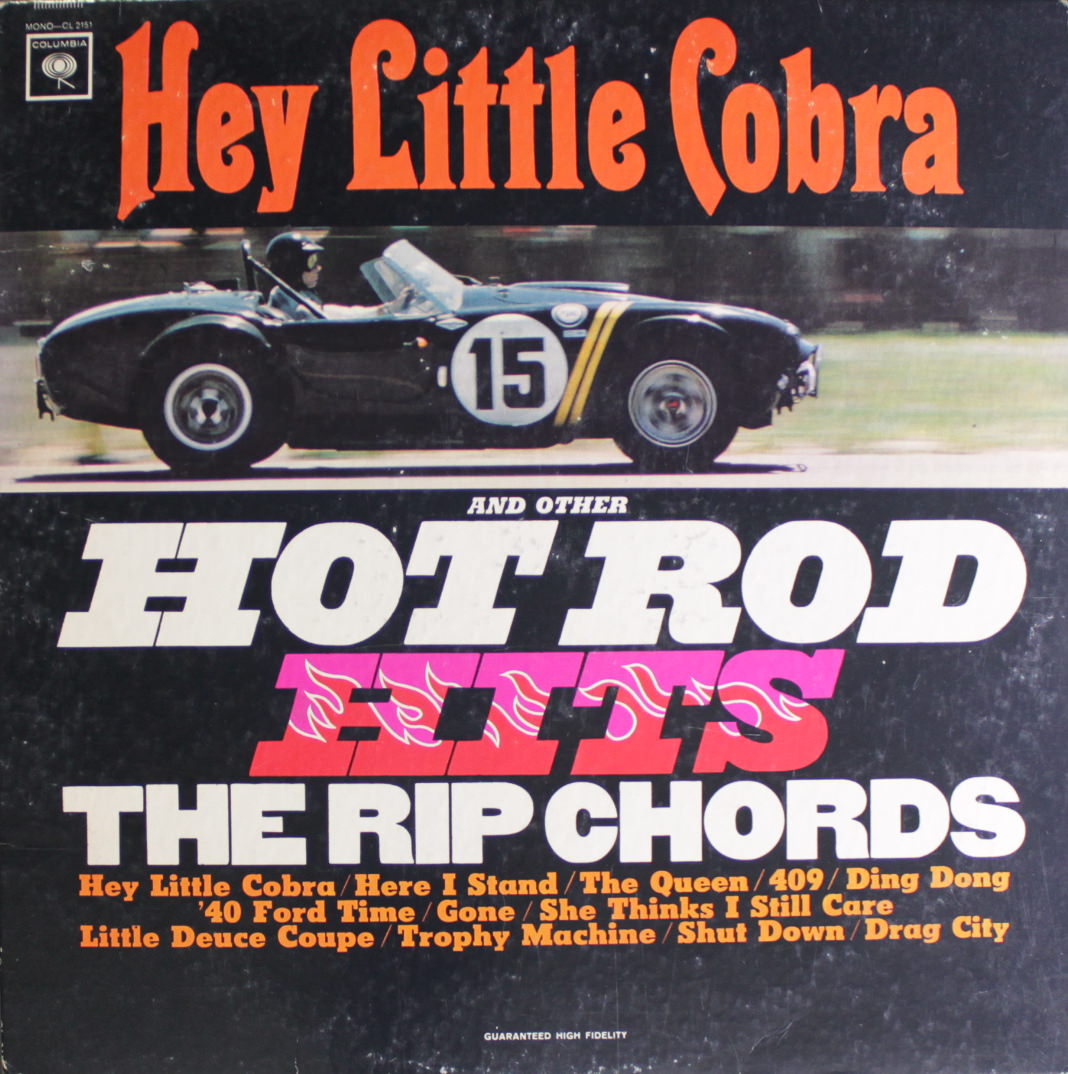 MONO—CL 2151
COLUMBIA
Hey Little Cobra
15
AND OTHER
HOT ROD
HITS
THE RIP CHORDS
Hey Little Cobra / Here I Stand / The Queen / 409 / Ding Dong
'40 Ford Time / Gone / She Thinks I Still Care
Little Deuce Coupe / Trophy Machine / Shut Down / Drag City
GUARANTEED HIGH FIDELITY